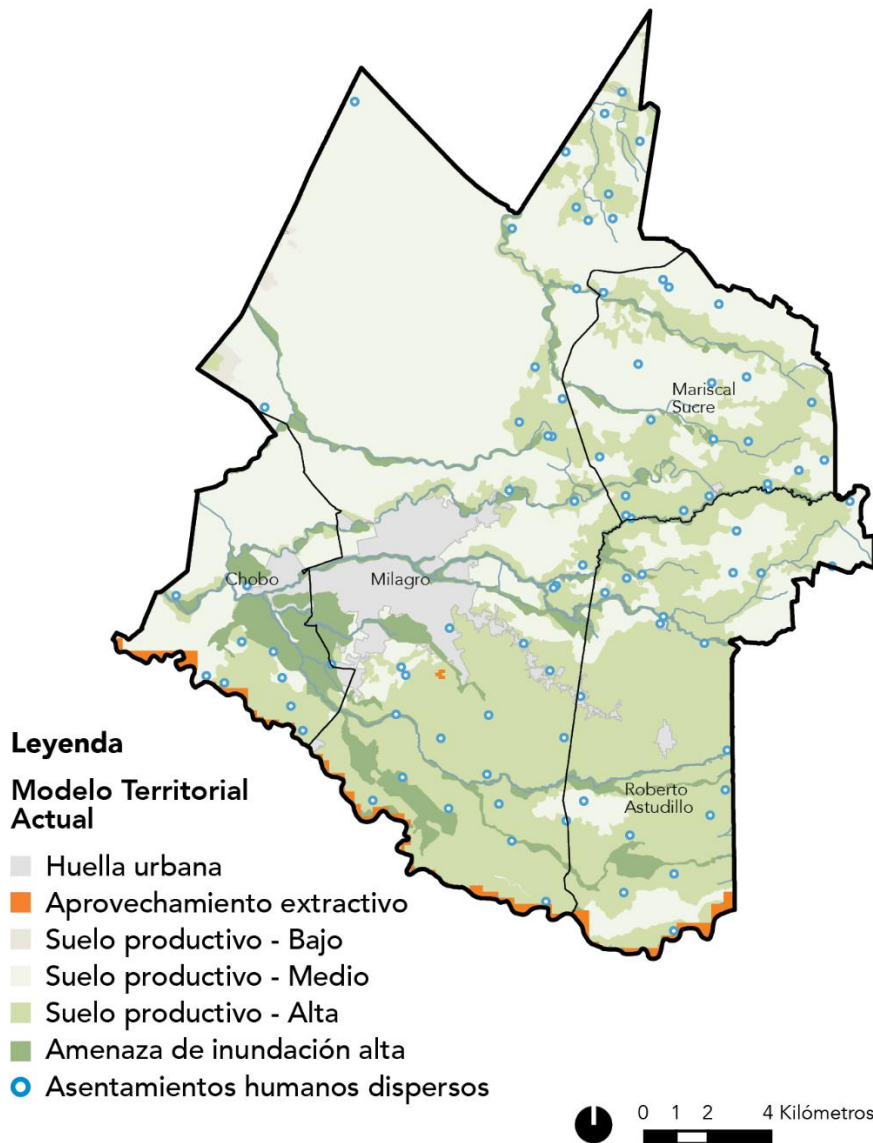 Mariscal
Sucre
Chobo
Milagro
Roberto
Astudillo
Leyenda
Modelo Territorial
Actual
Huella urbana
Aprovechamiento extractivo
Suelo productivo - Bajo
Suelo productivo - Medio
Suelo productivo - Alta
Amenaza de inundación alta
Asentamientos humanos dispersos
0 1 2 4 Kilómetros